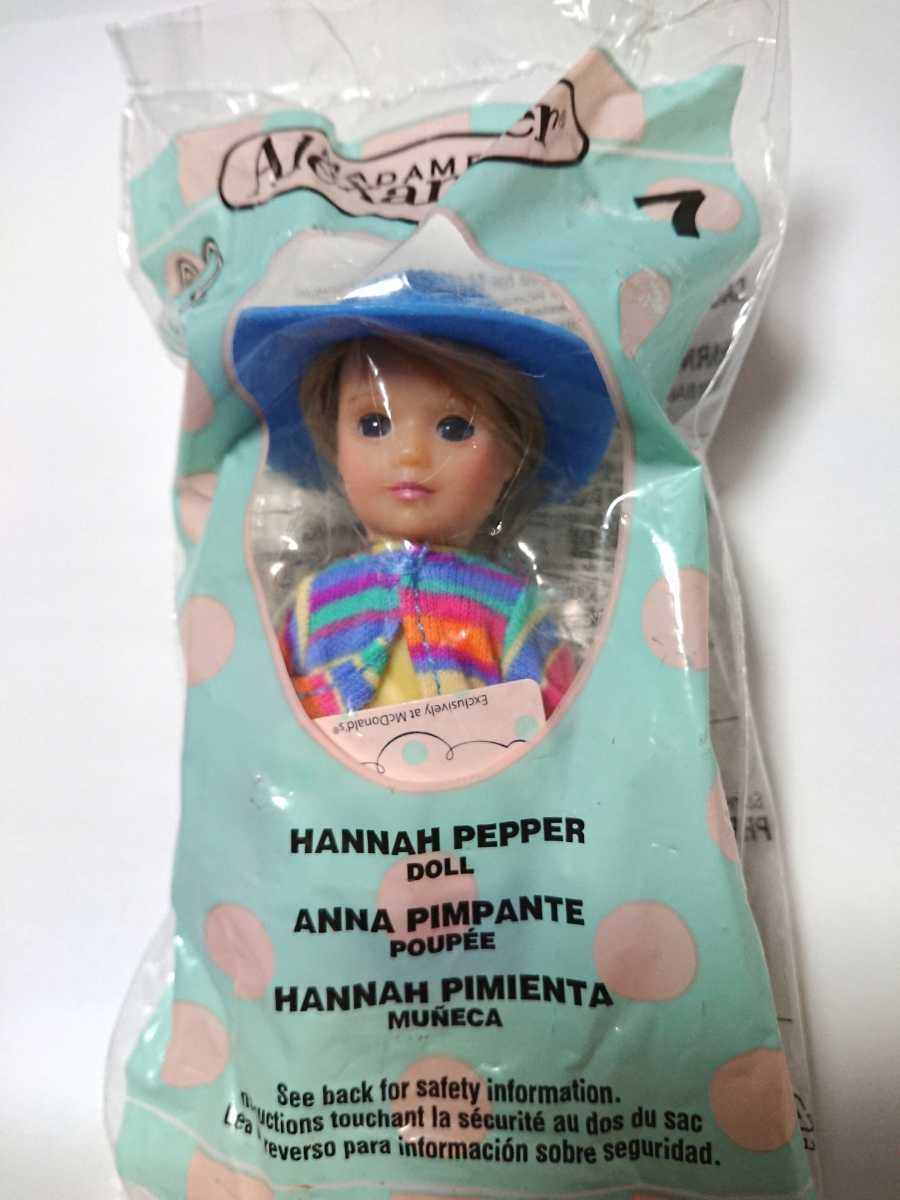 MADAME
Alexander®
7
Exclusively at McDonald's®
HANNAH PEPPER
DOLL
ANNA PIMPANTE
POUPÉE
HANNAH PIMIENTA
MUÑECA
See back for safety information.
touchant la sécurité au dos du sac
reverso para información sobre seguridad.